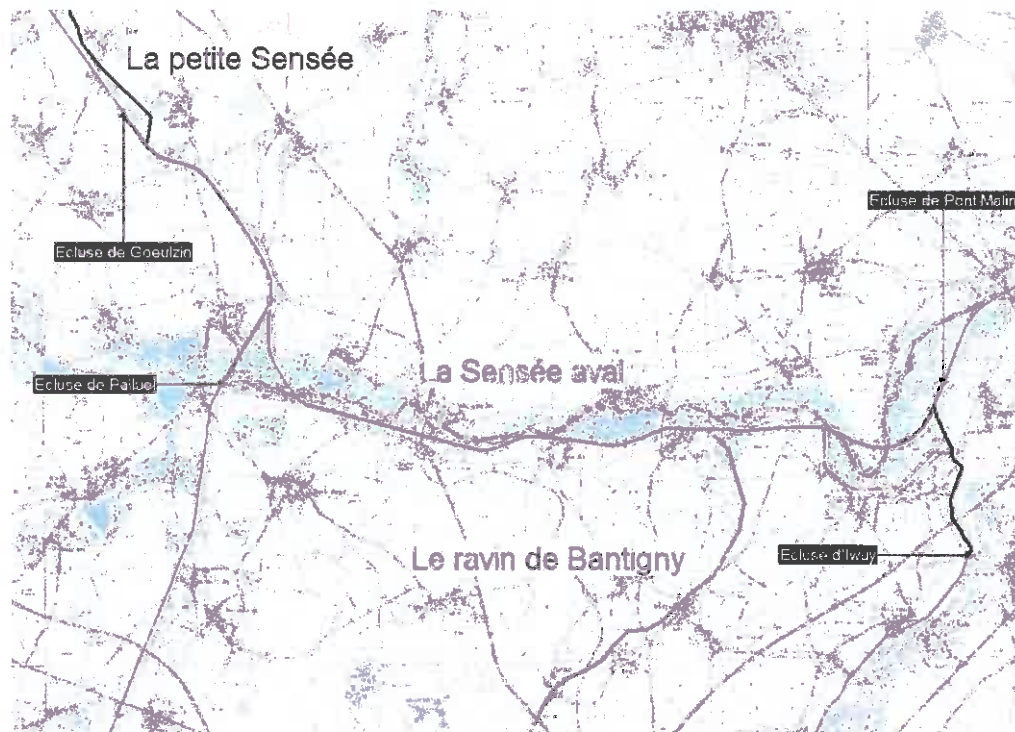 La petite Sensée
Ecluse de Pont Malin
Ecluse de Goeulzin
La Sensée aval
Ecluse de Palluel
Le ravin de Bantigny
Ecluse d'Iwuy